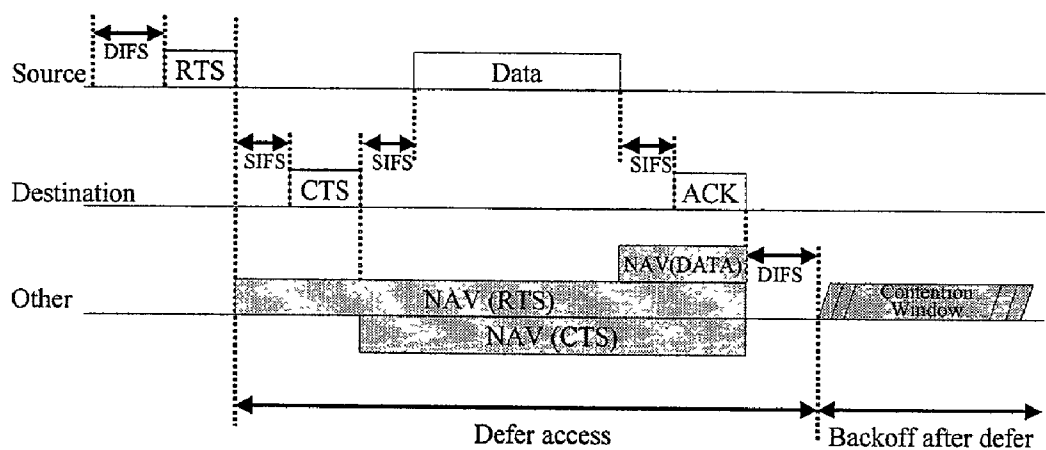 DIFS
Source
RTS
Data
SIFS
SIFS
SIFS
Destination
CTS
ACK
NAV(DATA)
DIFS
Other
NAV (RTS)
Contention
Window
NAV (CTS)
Defer access
Backoff after defer